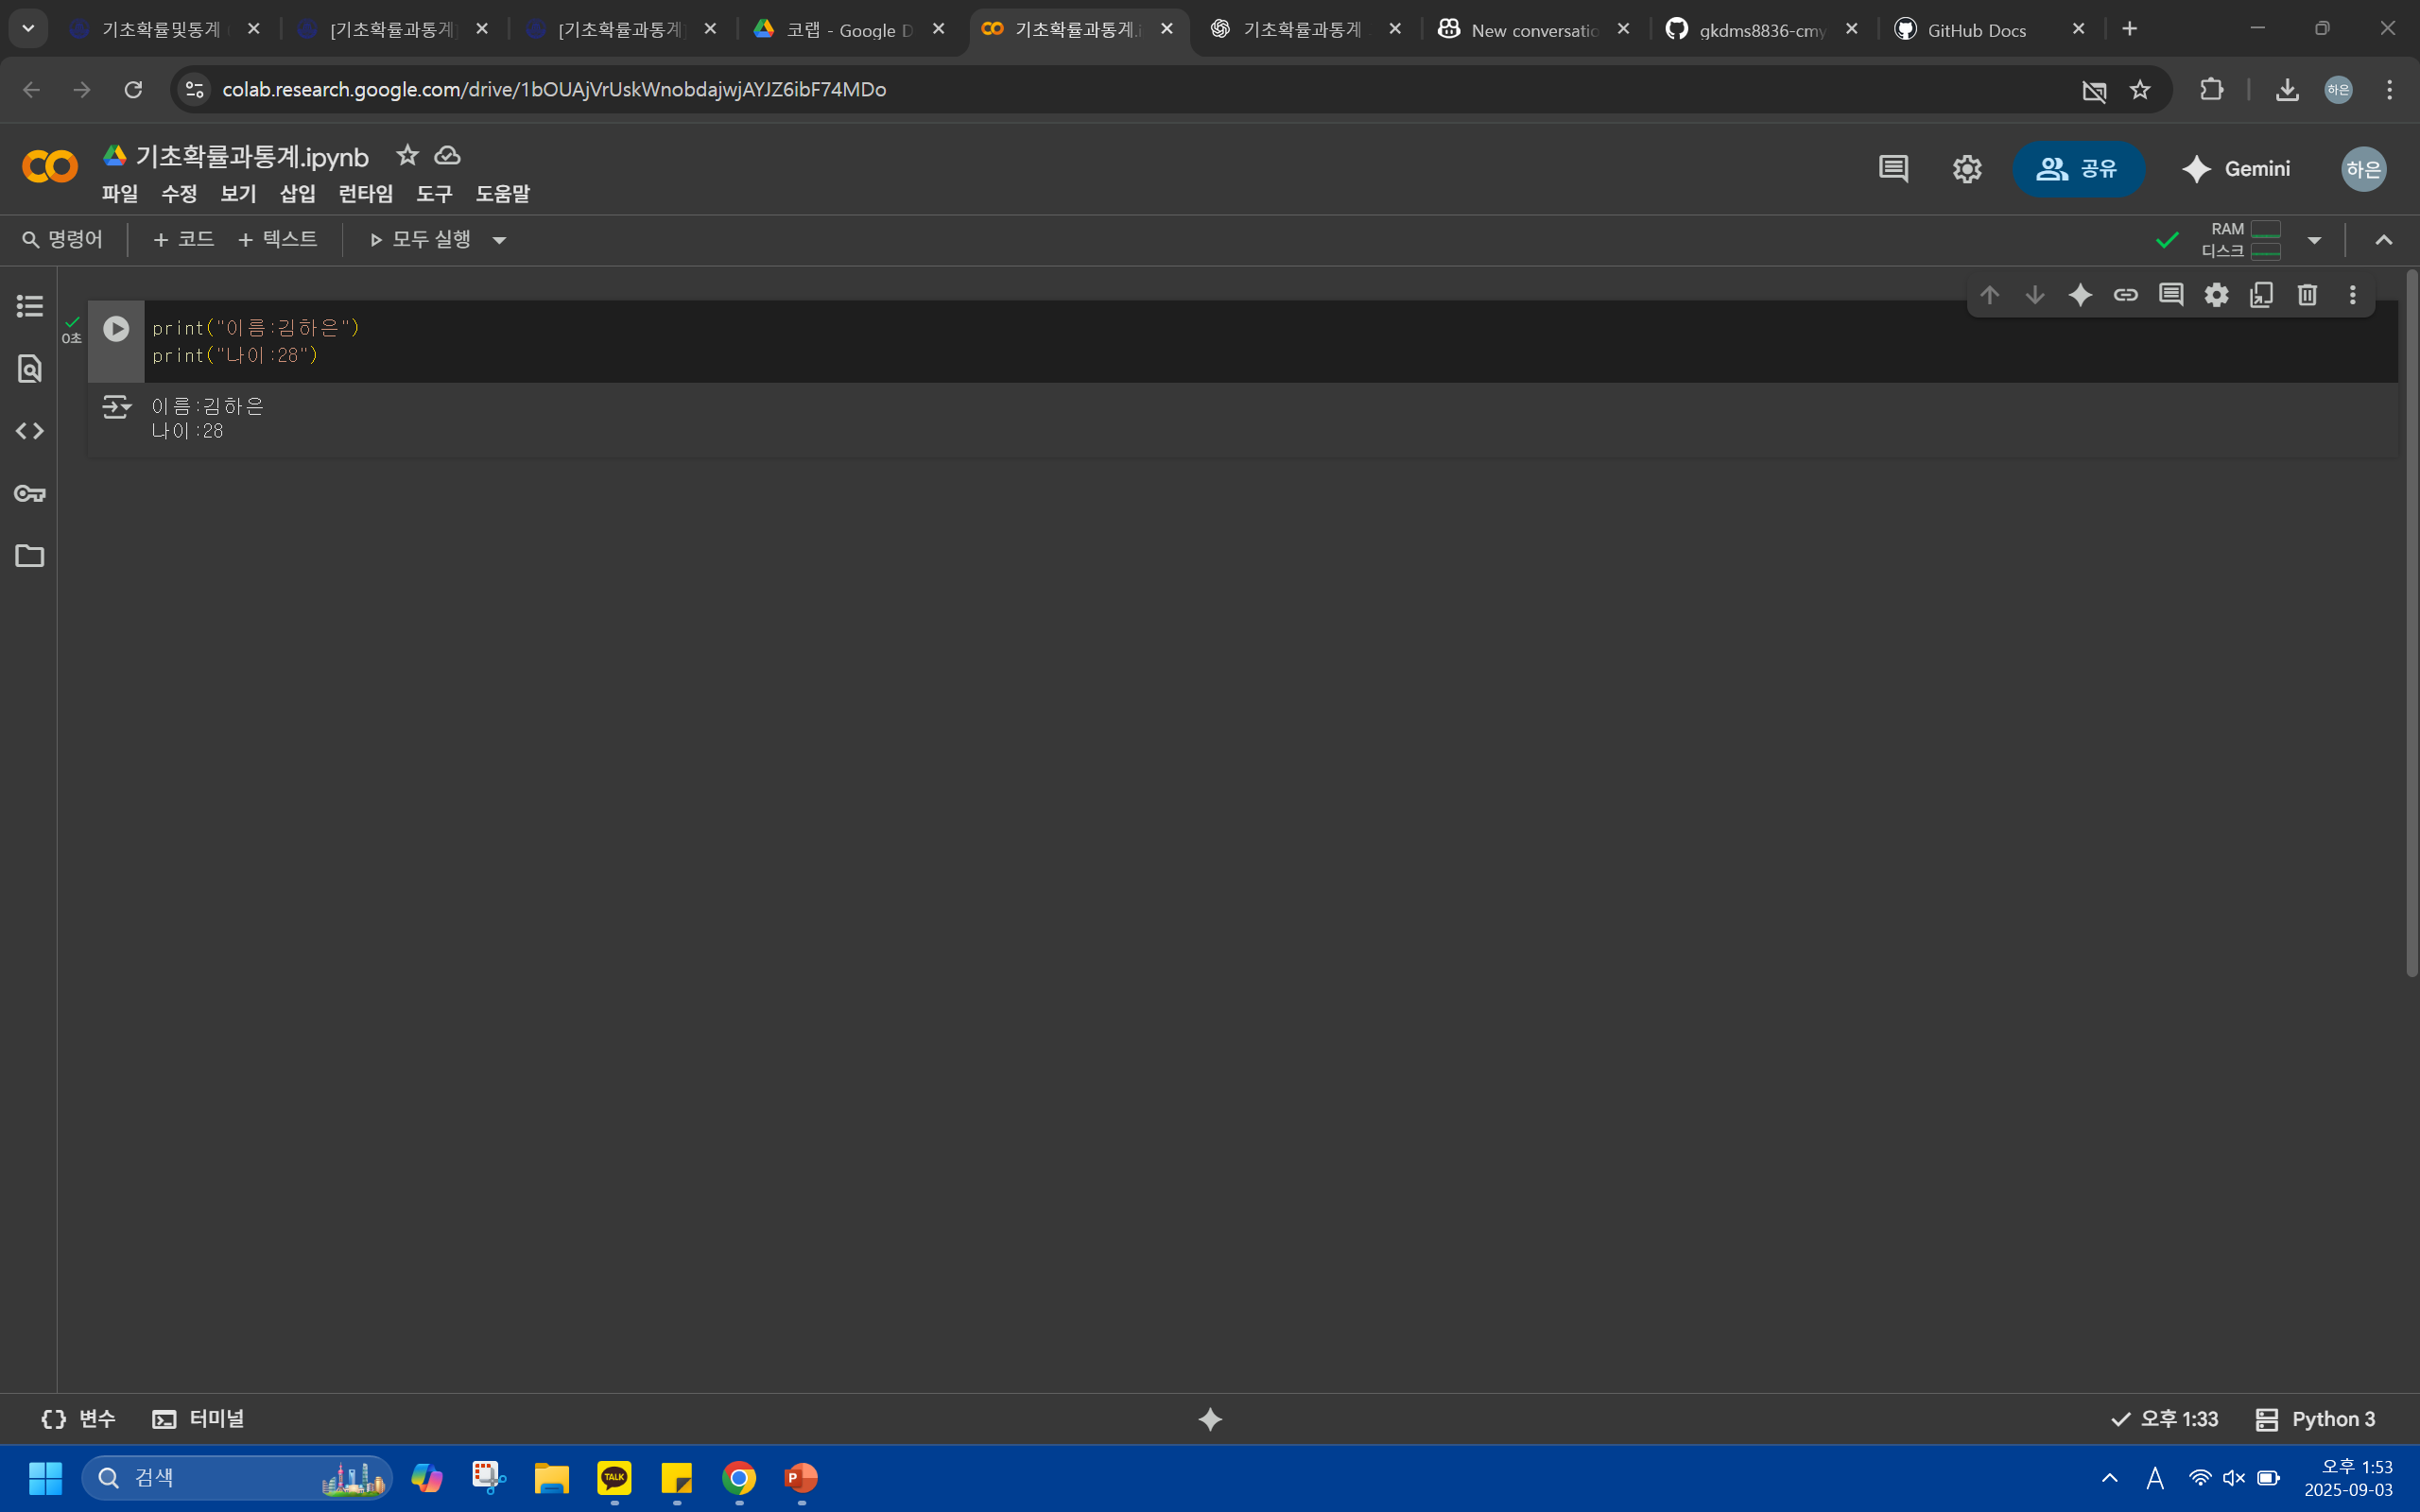 기초확률및통계
[기초확률과통계
[기초확률과통계]
코랩 - Google D
기초확률과통계.i
기초확률과통계
New conversatio
gkdms8836-cmy
GitHub Docs
colab.research.google.com/drive/1bOUAjVrUskWnobdajwjAYJZ6ibF74MDo
하은
기초확률과통계.ipynb
공유
Gemini
하은
파일 수정 보기 삽입 런타임 도구 도움말
명령어
+ 코드 + 텍스트
모두 실행
RAM
디스크
0초
print("이름:김하은")
print("나이:28")
이름:김하은
나이:28
변수
터미널
오후 1:33
Python 3
검색
TALK
P
A
오후 1:53
2025-09-03